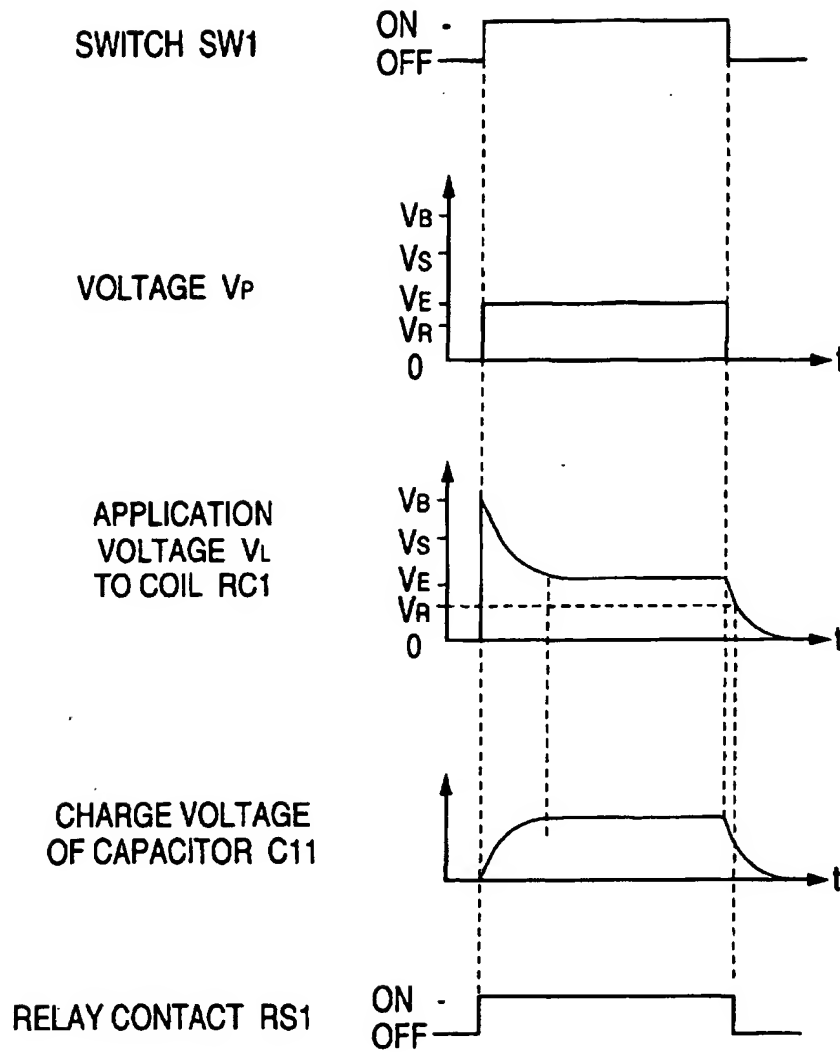 SWITCH SW1
ON
OFF
VOLTAGE VP
VB
VS
VE
VR
0
t
APPLICATION
VOLTAGE VL
TO COIL RC1
VB
VS
VE
VR
0
t
CHARGE VOLTAGE
OF CAPACITOR C11
t
RELAY CONTACT RS1
ON
OFF